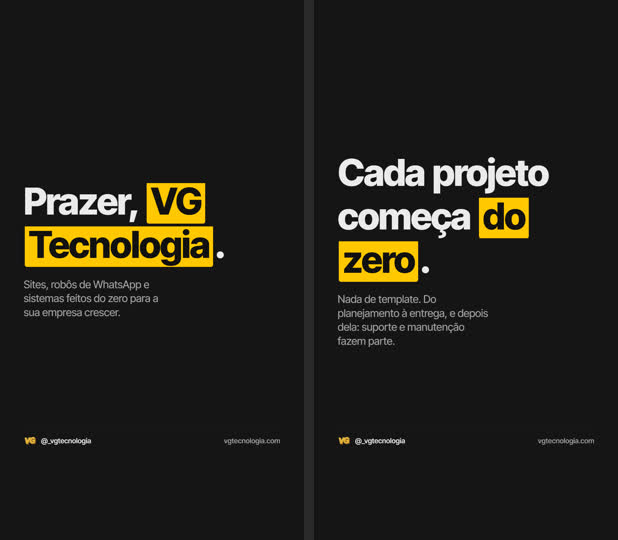 Prazer, VG
Tecnologia.
Sites, robôs de WhatsApp e
sistemas feitos do zero para a
sua empresa crescer.
VG @_vgtecnologia
vgtecnologia.com
Cada projeto
começa do
zero.
Nada de template. Do
planejamento à entrega, e depois
dela: suporte e manutenção
fazem parte.
VG @_vgtecnologia
vgtecnologia.com